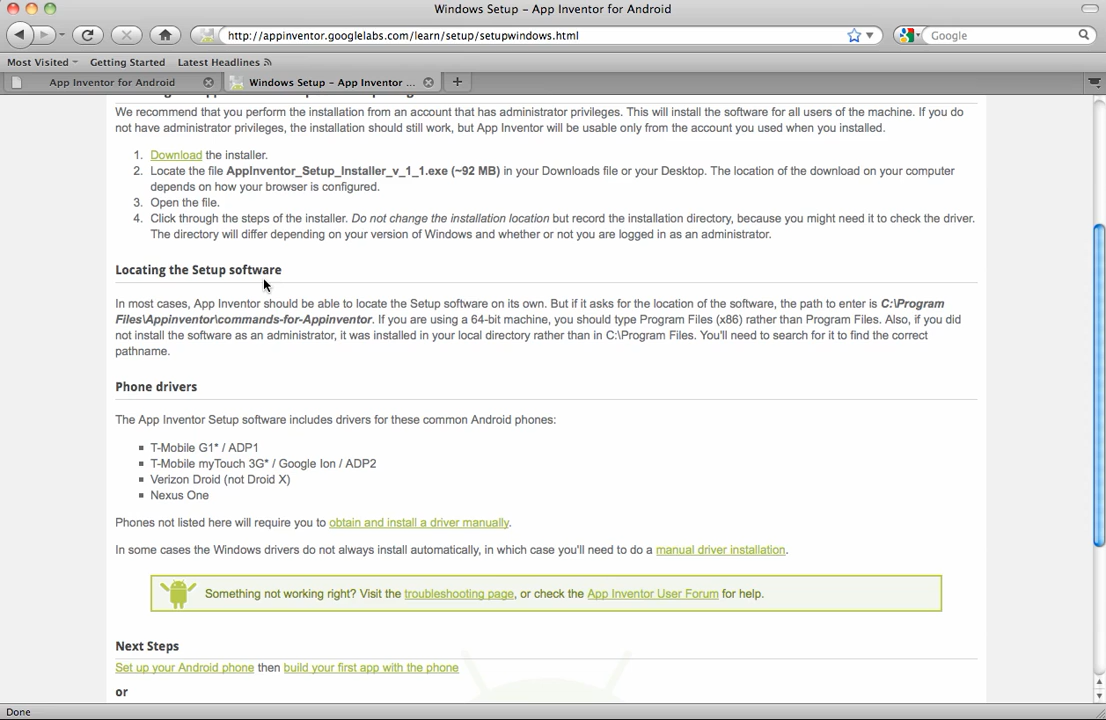 Windows Setup – App Inventor for Android
http://appinventor.googlelabs.com/learn/setup/setupwindows.html
Google
Most Visited Getting Started Latest Headlines
App Inventor for Android Windows Setup – App Inventor ...
We recommend that you perform the installation from an account that has administrator privileges. This will install the software for all users of the machine. If you do
not have administrator privileges, the installation should still work, but App Inventor will be usable only from the account you used when you installed.
1. Download the installer.
2. Locate the file AppInventor_Setup_Installer_v_1_1.exe (~92 MB) in your Downloads file or your Desktop. The location of the download on your computer
depends on how your browser is configured.
3. Open the file.
4. Click through the steps of the installer. Do not change the installation location but record the installation directory, because you might need it to check the driver.
The directory will differ depending on your version of Windows and whether or not you are logged in as an administrator.
Locating the Setup software
In most cases, App Inventor should be able to locate the Setup software on its own. But if it asks for the location of the software, the path to enter is C:\Program
Files\Appinventor\commands-for-Appinventor. If you are using a 64-bit machine, you should type Program Files (x86) rather than Program Files. Also, if you did
not install the software as an administrator, it was installed in your local directory rather than in C:\Program Files. You'll need to search for it to find the correct
pathname.
Phone drivers
The App Inventor Setup software includes drivers for these common Android phones:
T-Mobile G1* / ADP1
T-Mobile myTouch 3G* / Google Ion / ADP2
Verizon Droid (not Droid X)
Nexus One
Phones not listed here will require you to obtain and install a driver manually.
In some cases the Windows drivers do not always install automatically, in which case you'll need to do a manual driver installation.
Something not working right? Visit the troubleshooting page, or check the App Inventor User Forum for help.
Next Steps
Set up your Android phone then build your first app with the phone
or
Done